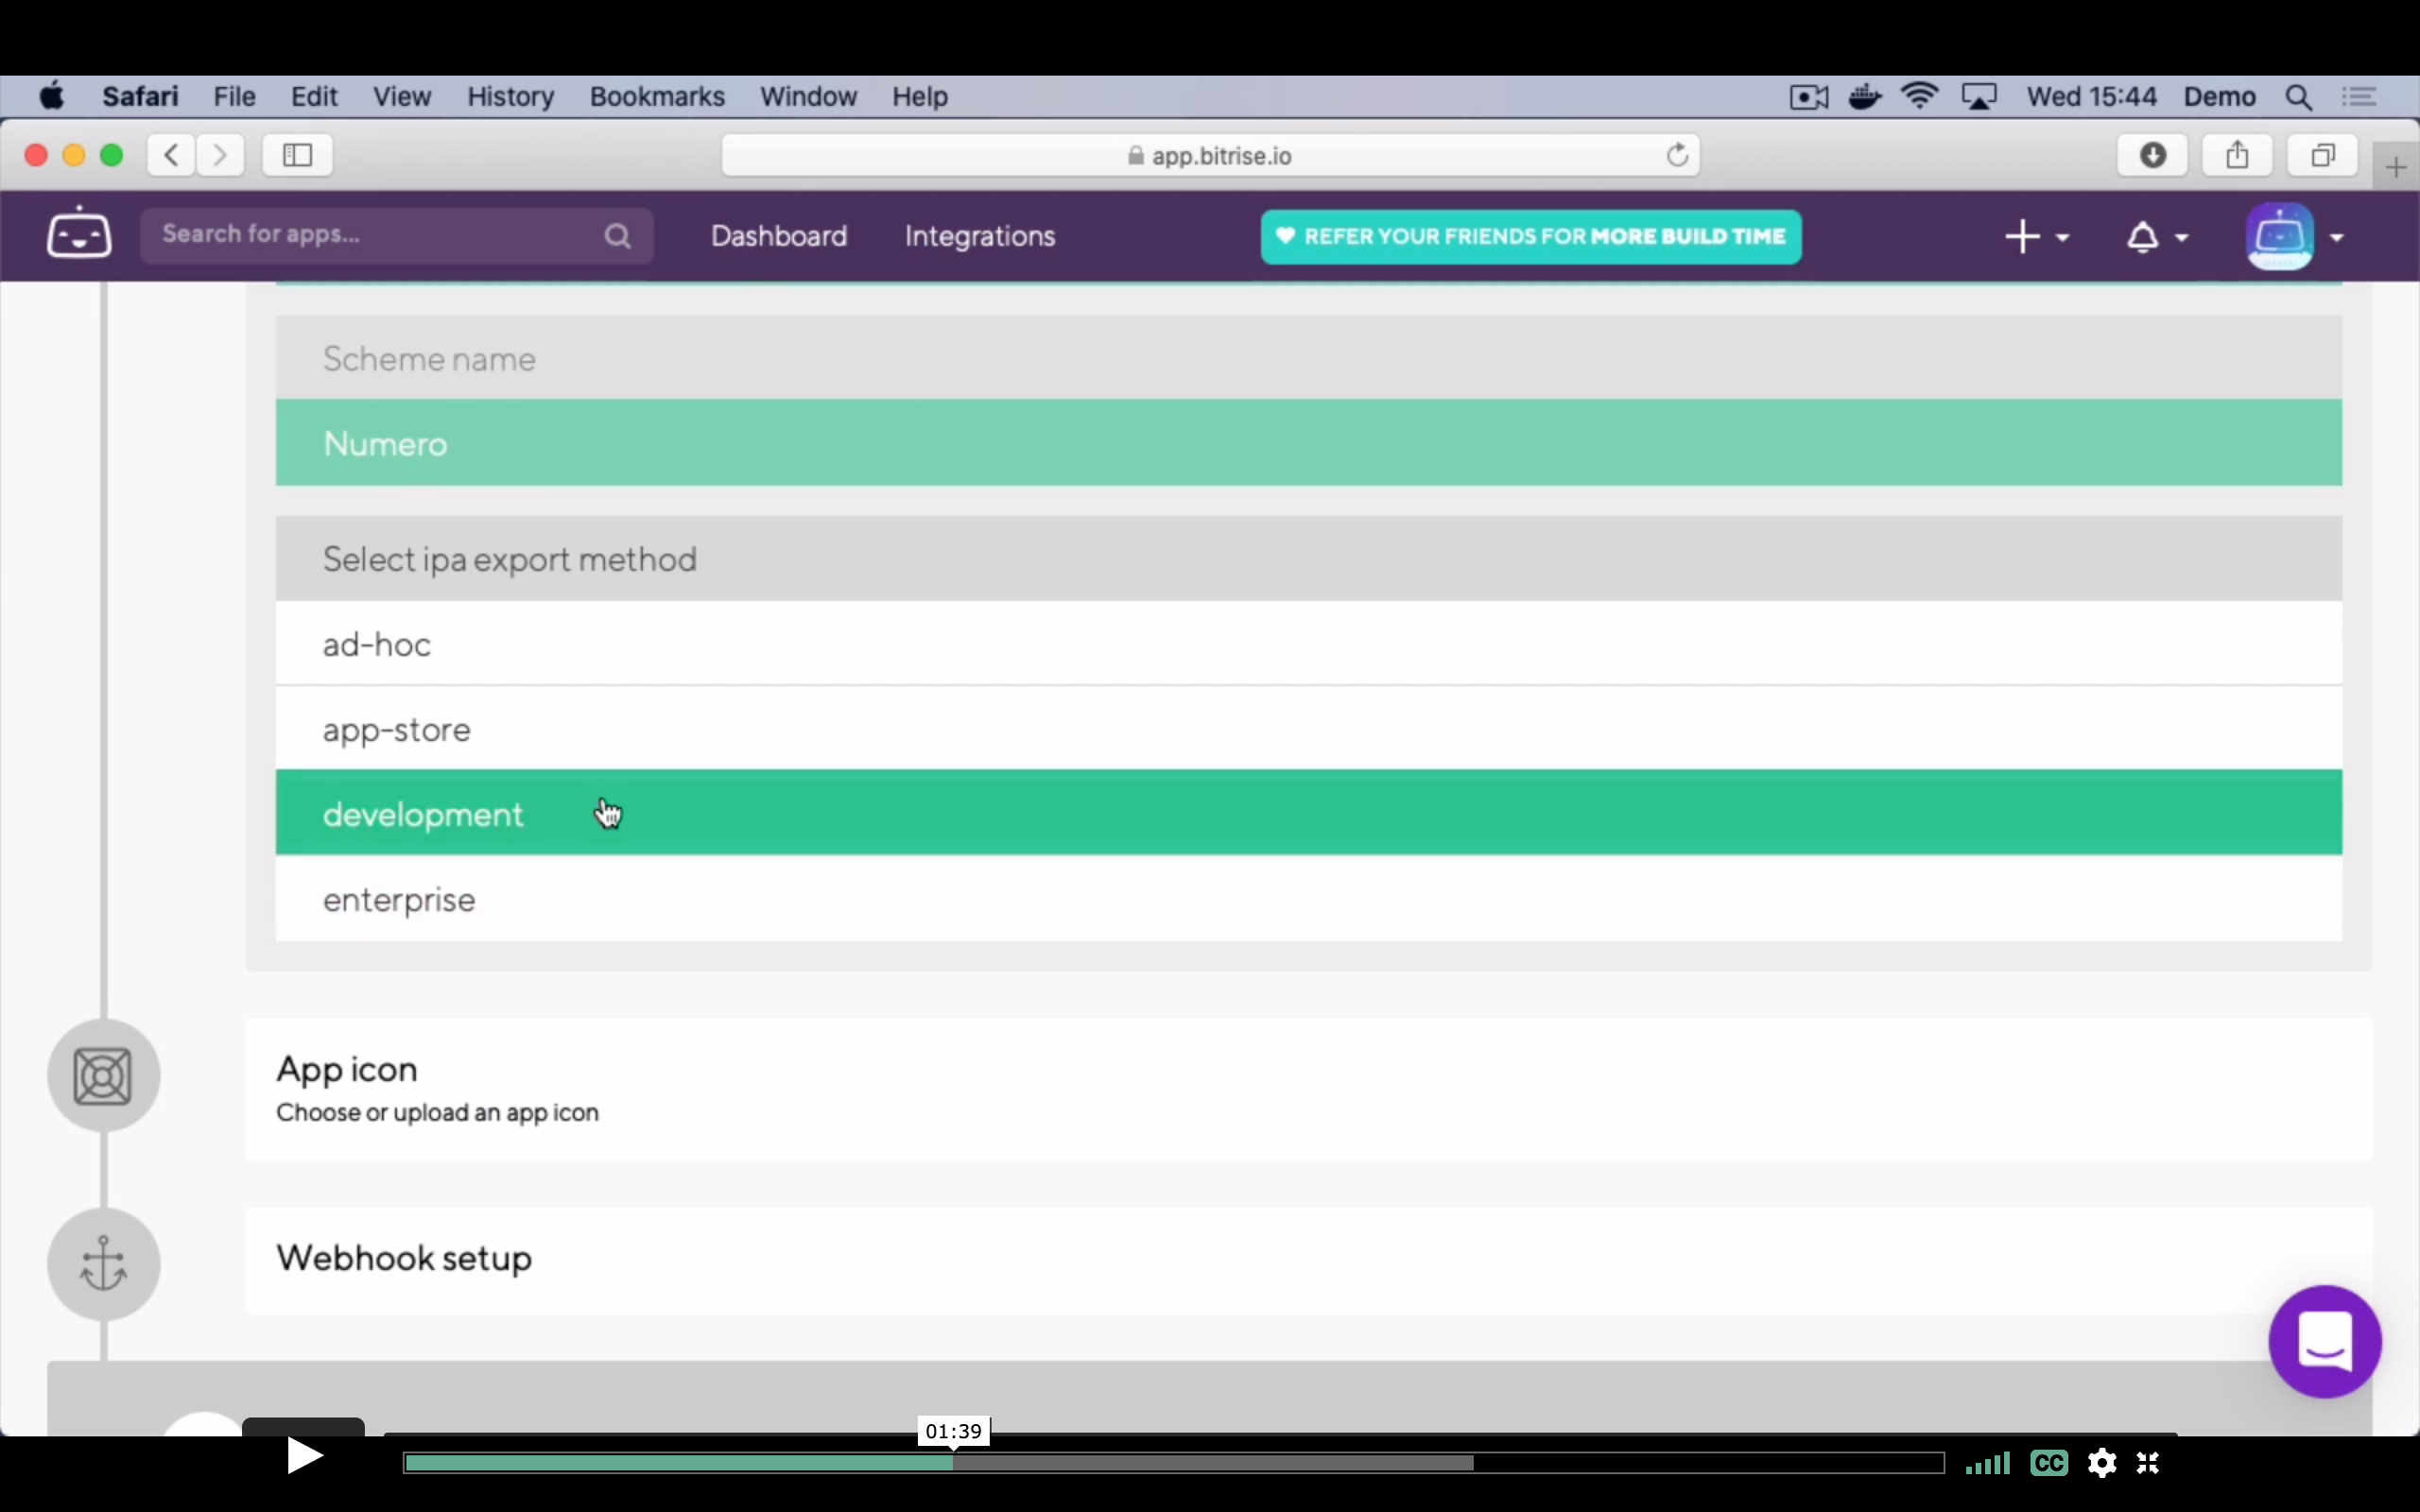 Safari File Edit View History Bookmarks Window Help Wed 15:44 Demo
app.bitrise.io
Search for apps... Dashboard Integrations REFER YOUR FRIENDS FOR MORE BUILD TIME
Scheme name
Numero
Select ipa export method
ad-hoc
app-store
development
enterprise
App icon
Choose or upload an app icon
Webhook setup
01:39
CC